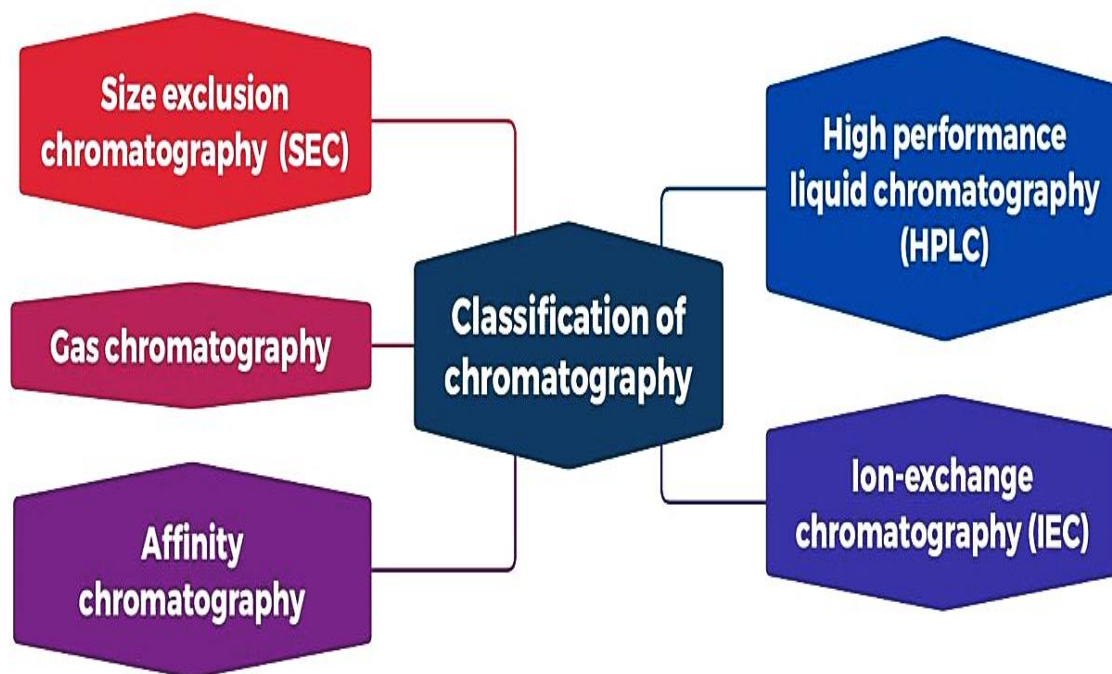 Size exclusion
chromatography (SEC)
Gas chromatography
Affinity
chromatography
Classification of
chromatography
High performance
liquid chromatography
(HPLC)
Ion-exchange
chromatography (IEC)